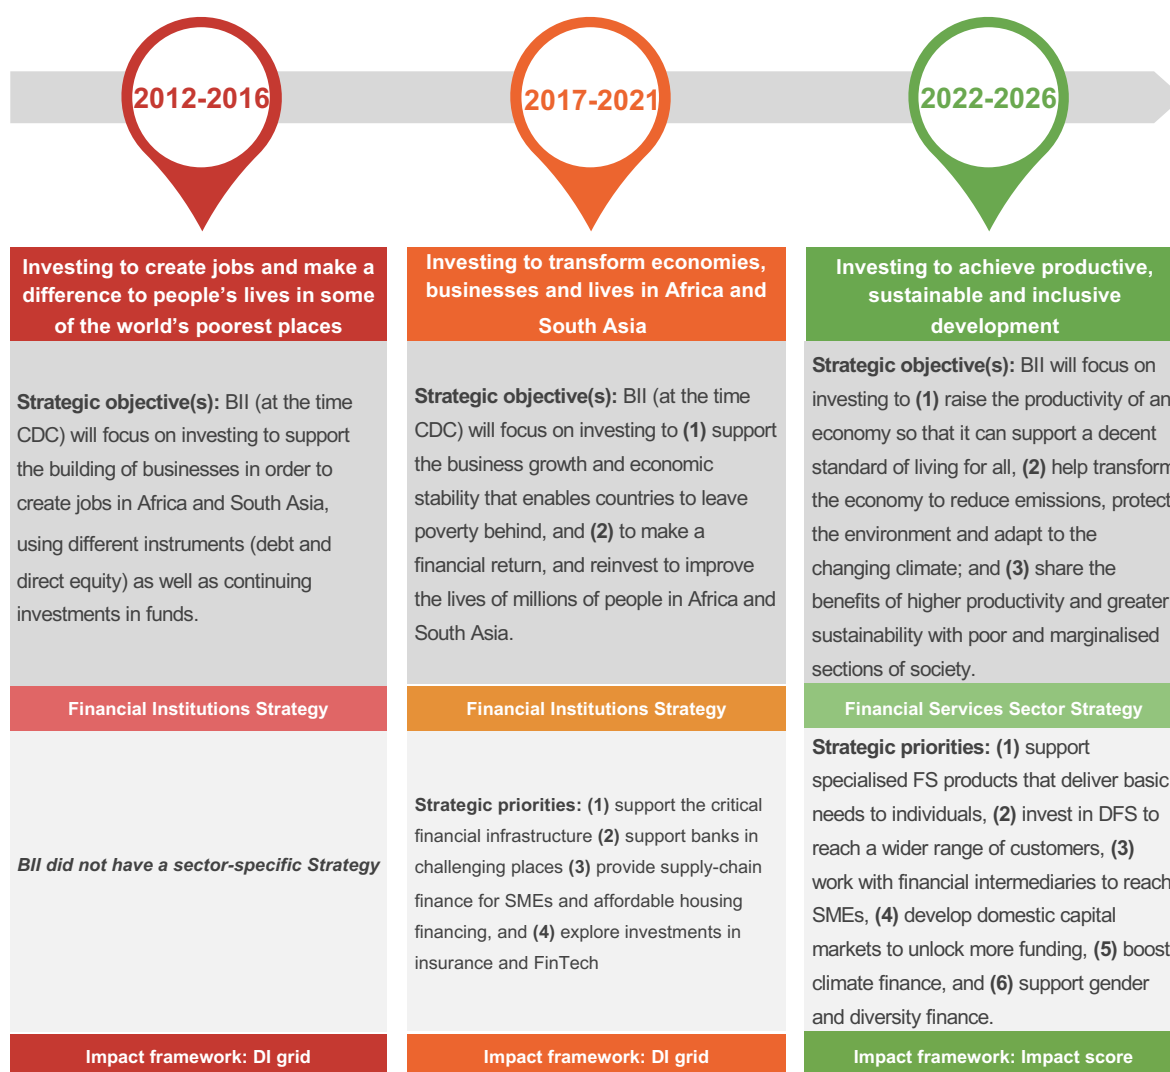 2012-2016
2017-2021
2022-2026
Investing to create jobs and make a
difference to people's lives in some
of the world's poorest places
Strategic objective(s): BII (at the time
CDC) will focus on investing to support
the building of businesses in order to
create jobs in Africa and South Asia,
using different instruments (debt and
direct equity) as well as continuing
investments in funds.
Financial Institutions Strategy
BII did not have a sector-specific Strategy
Impact framework: DI grid
Investing to transform economies,
businesses and lives in Africa and
South Asia
Strategic objective(s): BII (at the time
CDC) will focus on investing to (1) support
the business growth and economic
stability that enables countries to leave
poverty behind, and (2) to make a
financial return, and reinvest to improve
the lives of millions of people in Africa and
South Asia.
Financial Institutions Strategy
Strategic priorities: (1) support the critical
financial infrastructure (2) support banks in
challenging places (3) provide supply-chain
finance for SMEs and affordable housing
financing, and (4) explore investments in
insurance and FinTech
Impact framework: DI grid
Investing to achieve productive,
sustainable and inclusive
development
Strategic objective(s): BII will focus on
investing to (1) raise the productivity of an
economy so that it can support a decent
standard of living for all, (2) help transform
the economy to reduce emissions, protect
the environment and adapt to the
changing climate; and (3) share the
benefits of higher productivity and greater
sustainability with poor and marginalised
sections of society.
Financial Services Sector Strategy
Strategic priorities: (1) support
specialised FS products that deliver basic
needs to individuals, (2) invest in DFS to
reach a wider range of customers, (3)
work with financial intermediaries to reach
SMEs, (4) develop domestic capital
markets to unlock more funding, (5) boost
climate finance, and (6) support gender
and diversity finance.
Impact framework: Impact score